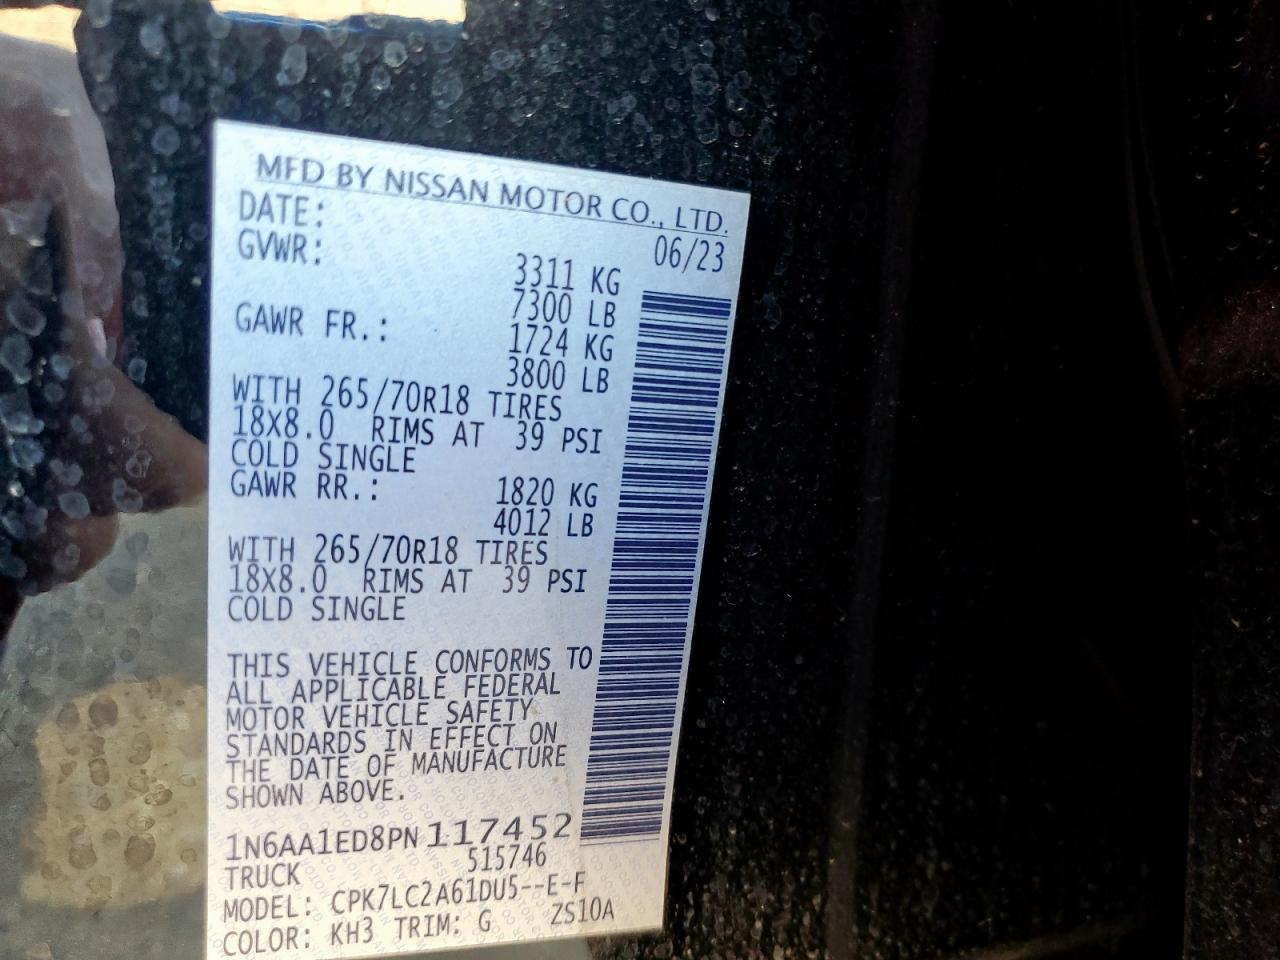 MFD BY NISSAN MOTOR CO., LTD.
DATE: 06/23
GVWR: 3311 KG
7300 LB
GAWR FR.: 1724 KG
3800 LB
WITH 265/70R18 TIRES
18X8.0 RIMS AT 39 PSI
COLD SINGLE
GAWR RR.: 1820 KG
4012 LB
WITH 265/70R18 TIRES
18X8.0 RIMS AT 39 PSI
COLD SINGLE
THIS VEHICLE CONFORMS TO
ALL APPLICABLE FEDERAL
MOTOR VEHICLE SAFETY
STANDARDS IN EFFECT ON
THE DATE OF MANUFACTURE
SHOWN ABOVE.
1N6AA1ED8PN117452
TRUCK 515746
MODEL: CPK7LC2A61DU5--E-F
COLOR: KH3 TRIM: G ZS10A